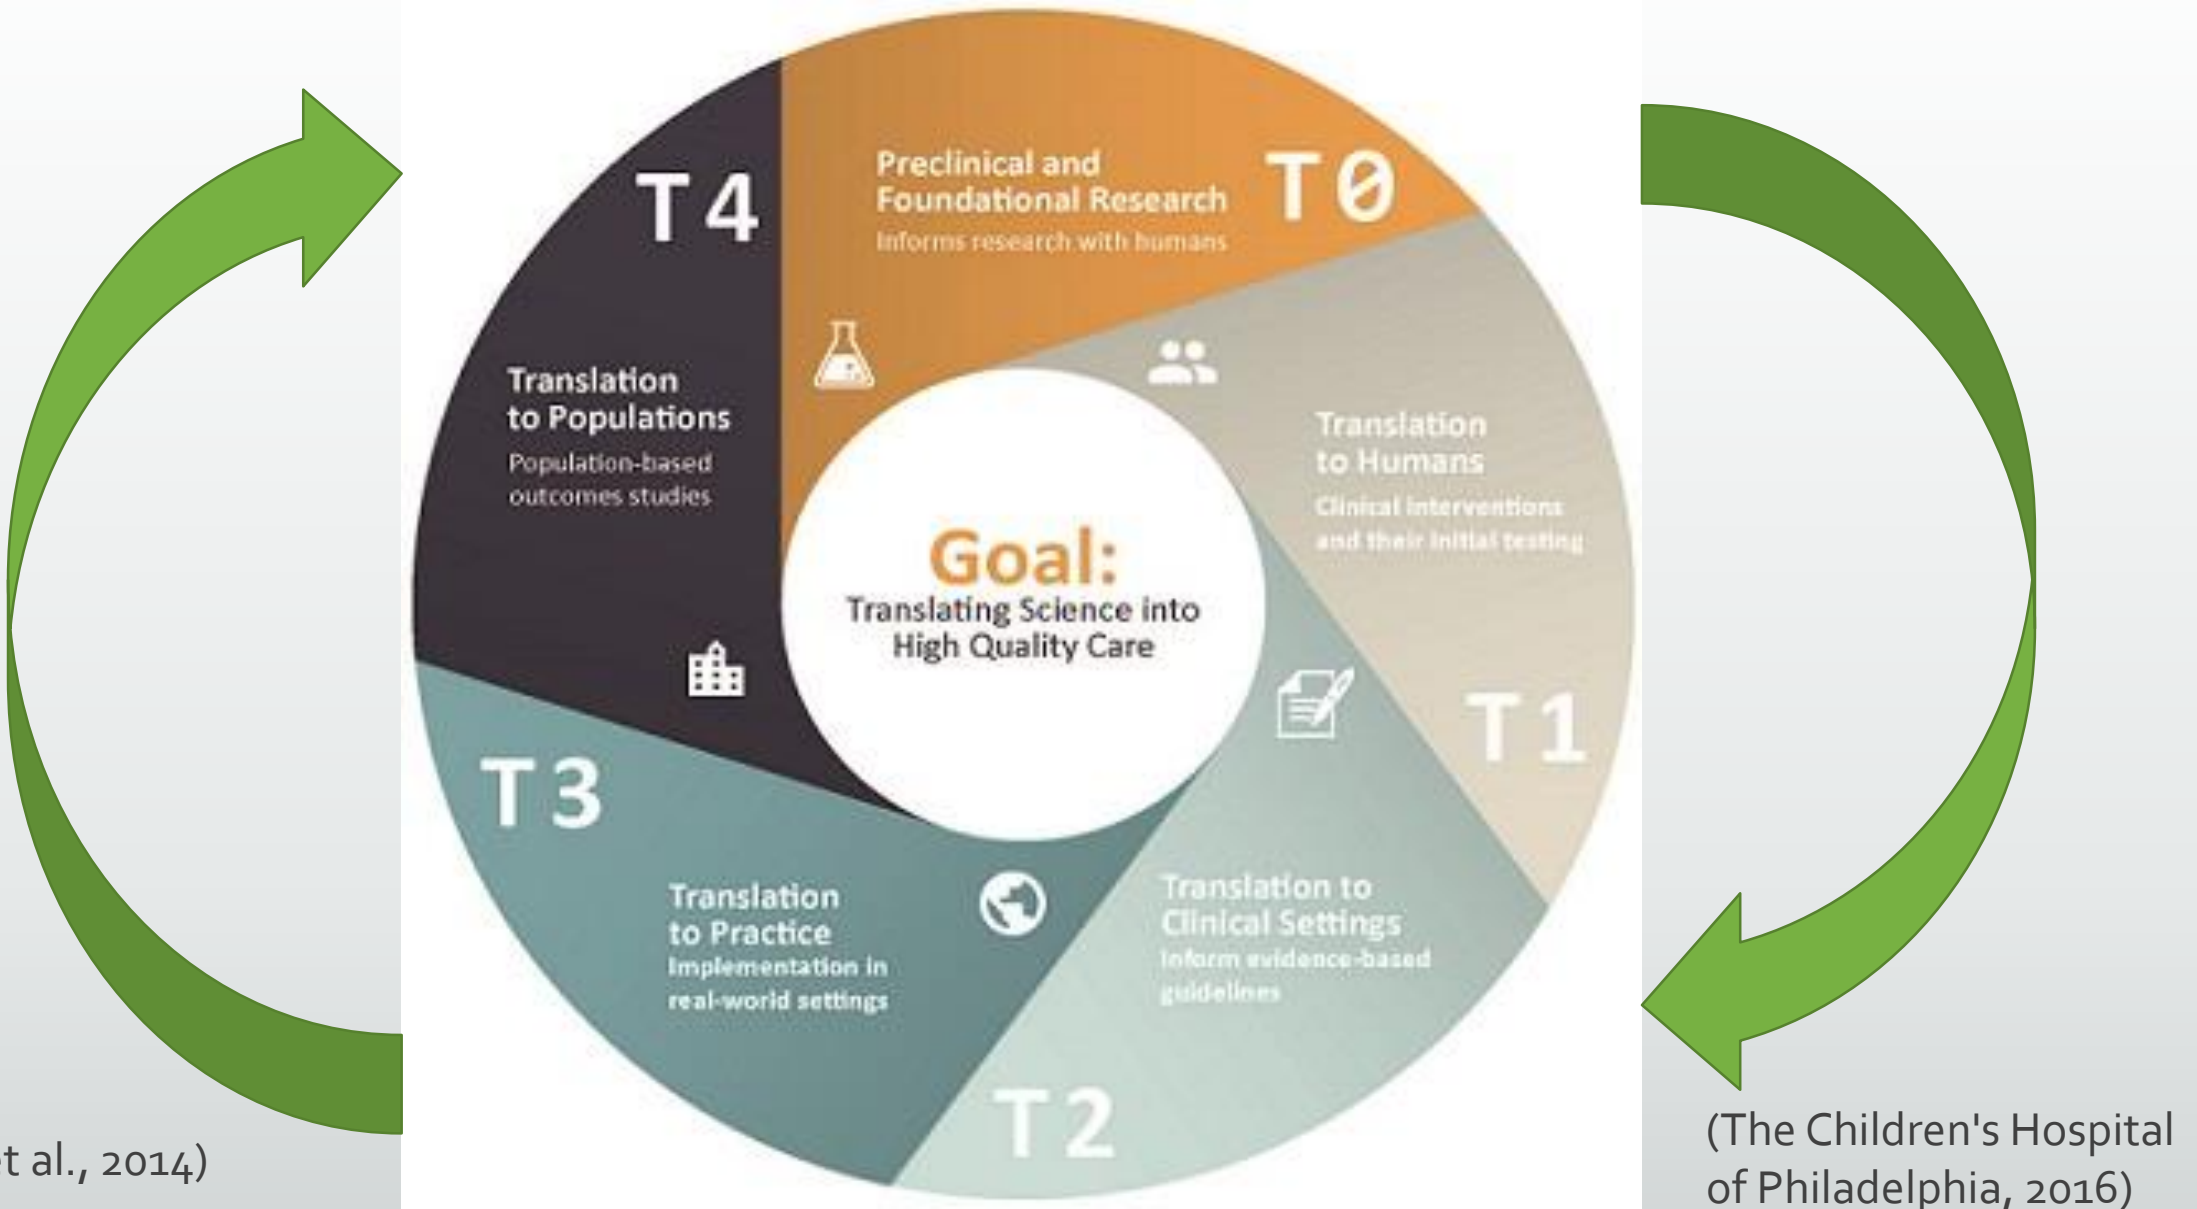 T4
Preclinical and
Foundational Research
Informs research with humans
T0
Translation
to Populations
Population-based
outcomes studies
Translation
to Humans
Clinical interventions
and their initial testing
Goal:
Translating Science into
High Quality Care
T1
T3
Translation
to Practice
Implementation in
real-world settings
Translation to
Clinical Settings
Inform evidence-based
guidelines
T2
et al., 2014)
(The Children's Hospital
of Philadelphia, 2016)